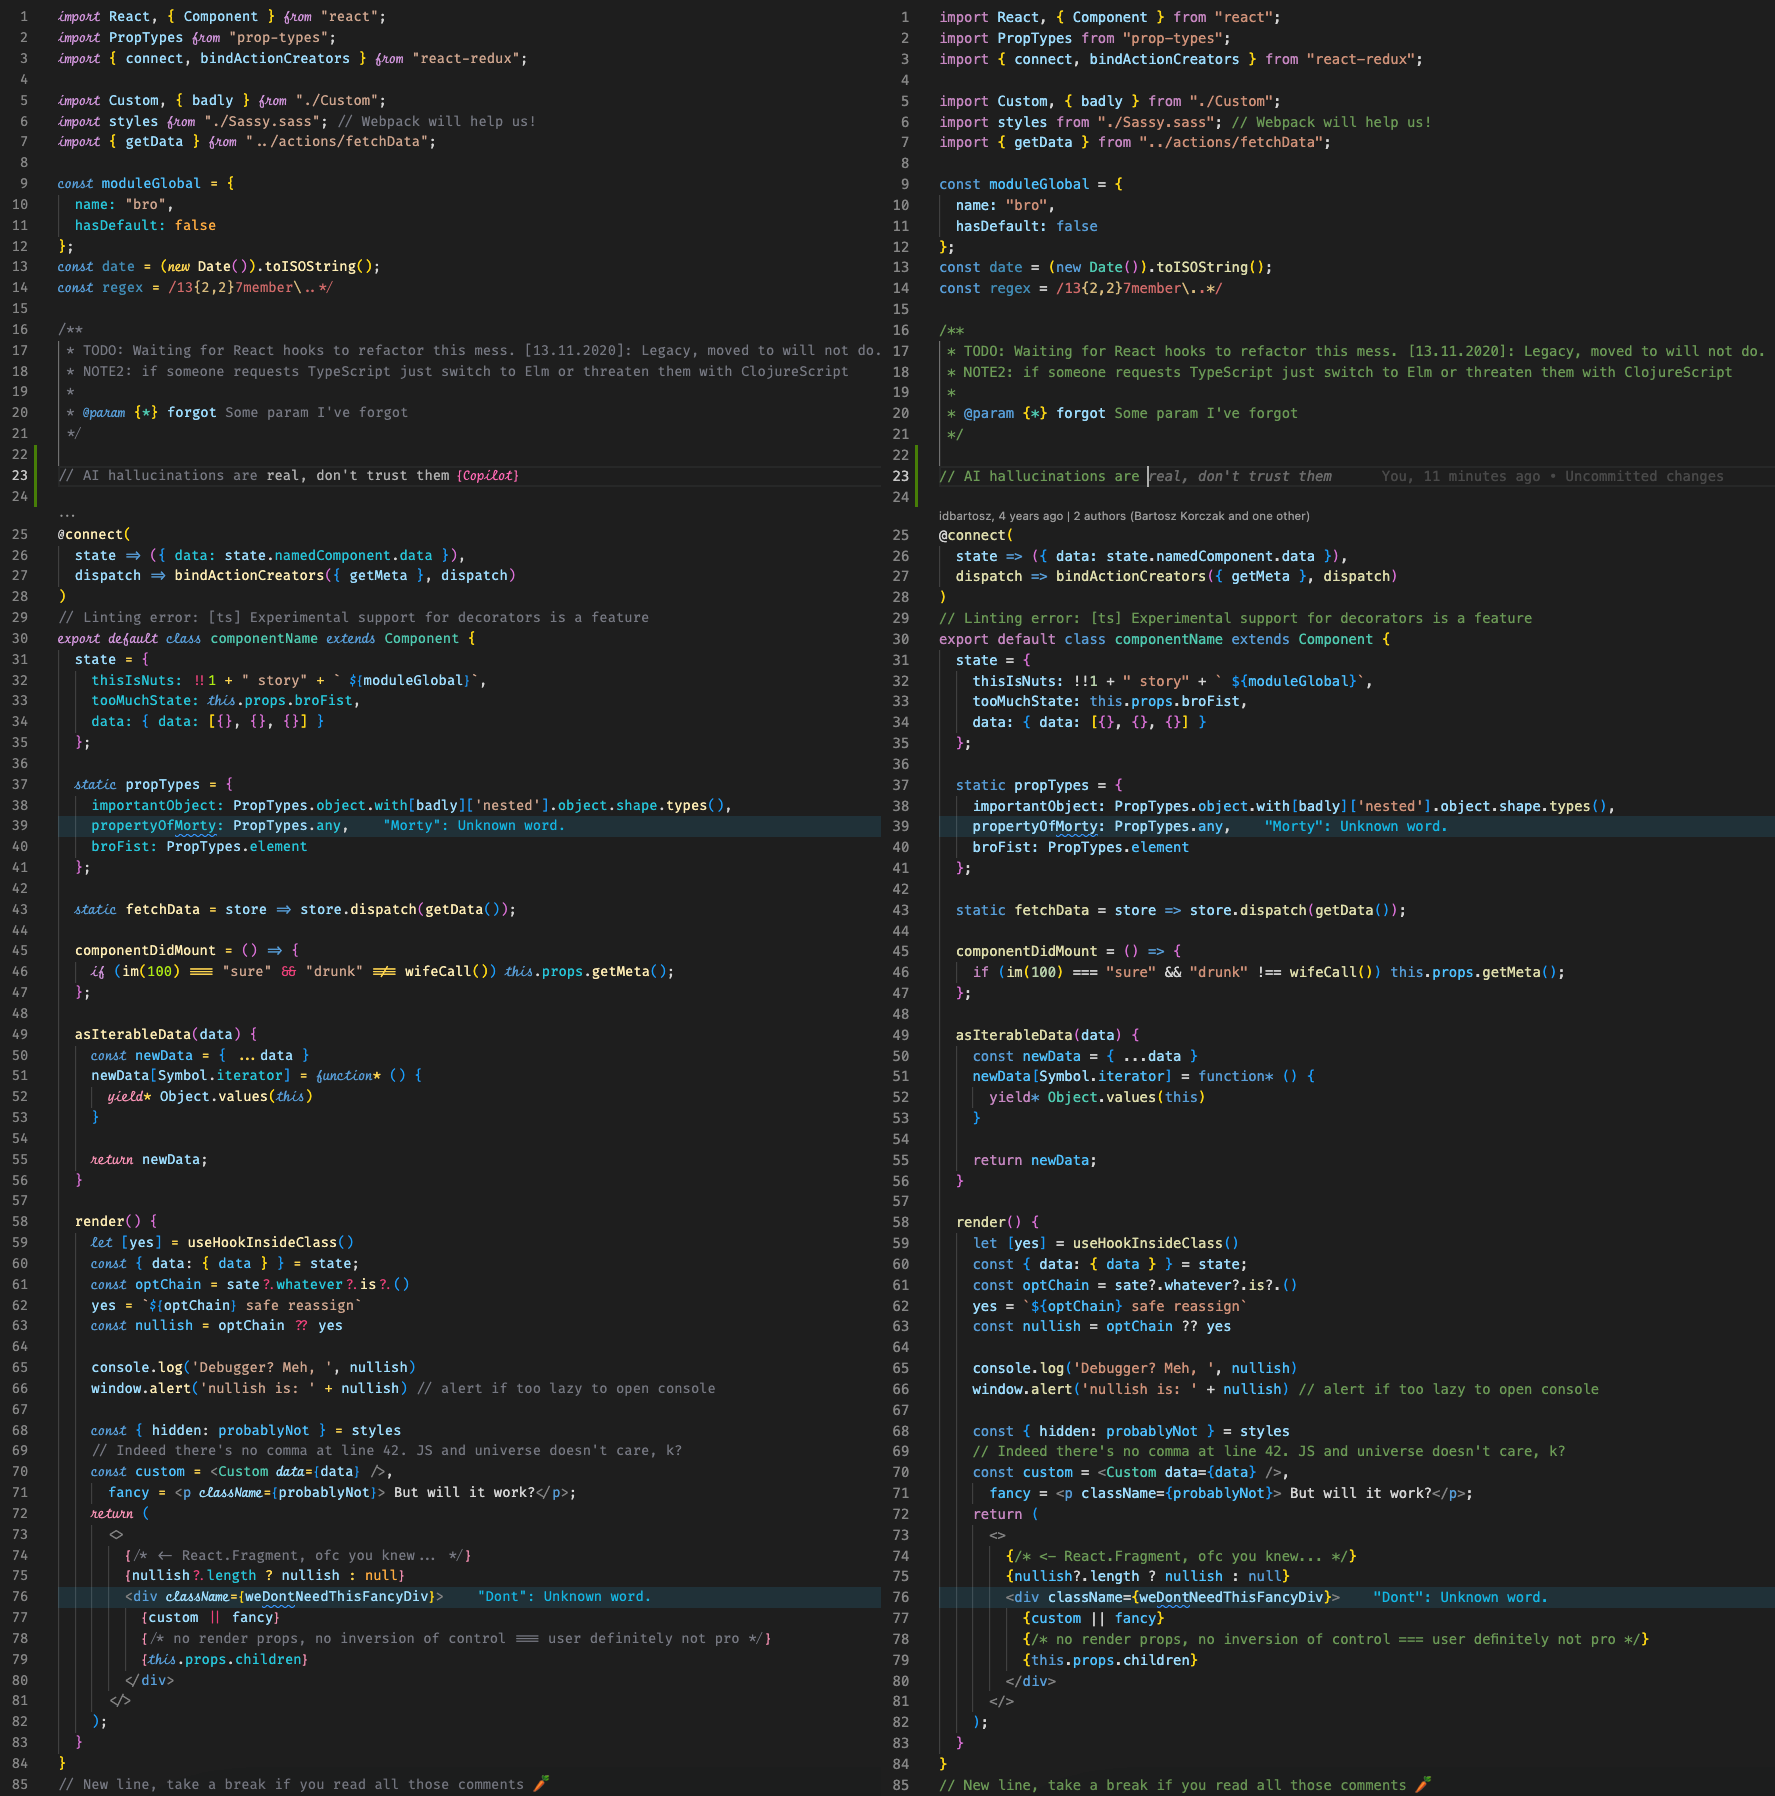 1 import React, { Component } from "react";
2 import PropTypes from "prop-types";
3 import { connect, bindActionCreators } from "react-redux";
4
5 import Custom, { badly } from "./Custom";
6 import styles from "./Sassy.sass"; // Webpack will help us!
7 import { getData } from "../actions/fetchData";
8
9 const moduleGlobal = {
10 name: "bro",
11 hasDefault: false
12 };
13 const date = (new Date()).toISOString();
14 const regex = /13{2,2}7member\..*/
15
16 /**
17 * TODO: Waiting for React hooks to refactor this mess. [13.11.2020]: Legacy, moved to will not do.
18 * NOTE2: if someone requests TypeScript just switch to Elm or threaten them with ClojureScript
19 *
20 * @param {*} forgot Some param I've forgot
21 */
22
23 // AI hallucinations are real, don't trust them {Copilot}
24
...
25 @connect(
26 state => ({ data: state.namedComponent.data }),
27 dispatch => bindActionCreators({ getMeta }, dispatch)
28 )
29 // Linting error: [ts] Experimental support for decorators is a feature
30 export default class componentName extends Component {
31 state = {
32 thisIsNuts: !!1 + " story" + ` ${moduleGlobal}`,
33 tooMuchState: this.props.broFist,
34 data: { data: [{}, {}, {}] }
35 };
36
37 static propTypes = {
38 importantObject: PropTypes.object.with[badly]['nested'].object.shape.types(),
39 propertyOfMorty: PropTypes.any, "Morty": Unknown word.
40 broFist: PropTypes.element
41 };
42
43 static fetchData = store => store.dispatch(getData());
44
45 componentDidMount = () => {
46 if (im(100) === "sure" && "drunk" !== wifeCall()) this.props.getMeta();
47 };
48
49 asIterableData(data) {
50 const newData = { ...data }
51 newData[Symbol.iterator] = function* () {
52 yield* Object.values(this)
53 }
54
55 return newData;
56 }
57
58 render() {
59 let [yes] = useHookInsideClass()
60 const { data: { data } } = state;
61 const optChain = sate?.whatever?.is?.()
62 yes = `${optChain} safe reassign`
63 const nullish = optChain ?? yes
64
65 console.log('Debugger? Meh, ', nullish)
66 window.alert('nullish is: ' + nullish) // alert if too lazy to open console
67
68 const { hidden: probablyNot } = styles
69 // Indeed there's no comma at line 42. JS and universe doesn't care, k?
70 const custom = <Custom data={data} />,
71 fancy = <p className={probablyNot}> But will it work?</p>;
72 return (
73 <>
74 {/* <- React.Fragment, ofc you knew... */}
75 {nullish?.length ? nullish : null}
76 <div className={weDontNeedThisFancyDiv}> "Dont": Unknown word.
77 {custom || fancy}
78 {/* no render props, no inversion of control === user definitely not pro */}
79 {this.props.children}
80 </div>
81 </>
82 );
83 }
84 }
85 // New line, take a break if you read all those comments 🥕
1 import React, { Component } from "react";
2 import PropTypes from "prop-types";
3 import { connect, bindActionCreators } from "react-redux";
4
5 import Custom, { badly } from "./Custom";
6 import styles from "./Sassy.sass"; // Webpack will help us!
7 import { getData } from "../actions/fetchData";
8
9 const moduleGlobal = {
10 name: "bro",
11 hasDefault: false
12 };
13 const date = (new Date()).toISOString();
14 const regex = /13{2,2}7member\..*/
15
16 /**
17 * TODO: Waiting for React hooks to refactor this mess. [13.11.2020]: Legacy, moved to will not do.
18 * NOTE2: if someone requests TypeScript just switch to Elm or threaten them with ClojureScript
19 *
20 * @param {*} forgot Some param I've forgot
21 */
22
23 // AI hallucinations are real, don't trust them You, 11 minutes ago • Uncommitted changes
24
idbartosz, 4 years ago | 2 authors (Bartosz Korczak and one other)
25 @connect(
26 state => ({ data: state.namedComponent.data }),
27 dispatch => bindActionCreators({ getMeta }, dispatch)
28 )
29 // Linting error: [ts] Experimental support for decorators is a feature
30 export default class componentName extends Component {
31 state = {
32 thisIsNuts: !!1 + " story" + ` ${moduleGlobal}`,
33 tooMuchState: this.props.broFist,
34 data: { data: [{}, {}, {}] }
35 };
36
37 static propTypes = {
38 importantObject: PropTypes.object.with[badly]['nested'].object.shape.types(),
39 propertyOfMorty: PropTypes.any, "Morty": Unknown word.
40 broFist: PropTypes.element
41 };
42
43 static fetchData = store => store.dispatch(getData());
44
45 componentDidMount = () => {
46 if (im(100) === "sure" && "drunk" !== wifeCall()) this.props.getMeta();
47 };
48
49 asIterableData(data) {
50 const newData = { ...data }
51 newData[Symbol.iterator] = function* () {
52 yield* Object.values(this)
53 }
54
55 return newData;
56 }
57
58 render() {
59 let [yes] = useHookInsideClass()
60 const { data: { data } } = state;
61 const optChain = sate?.whatever?.is?.()
62 yes = `${optChain} safe reassign`
63 const nullish = optChain ?? yes
64
65 console.log('Debugger? Meh, ', nullish)
66 window.alert('nullish is: ' + nullish) // alert if too lazy to open console
67
68 const { hidden: probablyNot } = styles
69 // Indeed there's no comma at line 42. JS and universe doesn't care, k?
70 const custom = <Custom data={data} />,
71 fancy = <p className={probablyNot}> But will it work?</p>;
72 return (
73 <>
74 {/* <- React.Fragment, ofc you knew... */}
75 {nullish?.length ? nullish : null}
76 <div className={weDontNeedThisFancyDiv}> "Dont": Unknown word.
77 {custom || fancy}
78 {/* no render props, no inversion of control === user definitely not pro */}
79 {this.props.children}
80 </div>
81 </>
82 );
83 }
84 }
85 // New line, take a break if you read all those comments 🥕